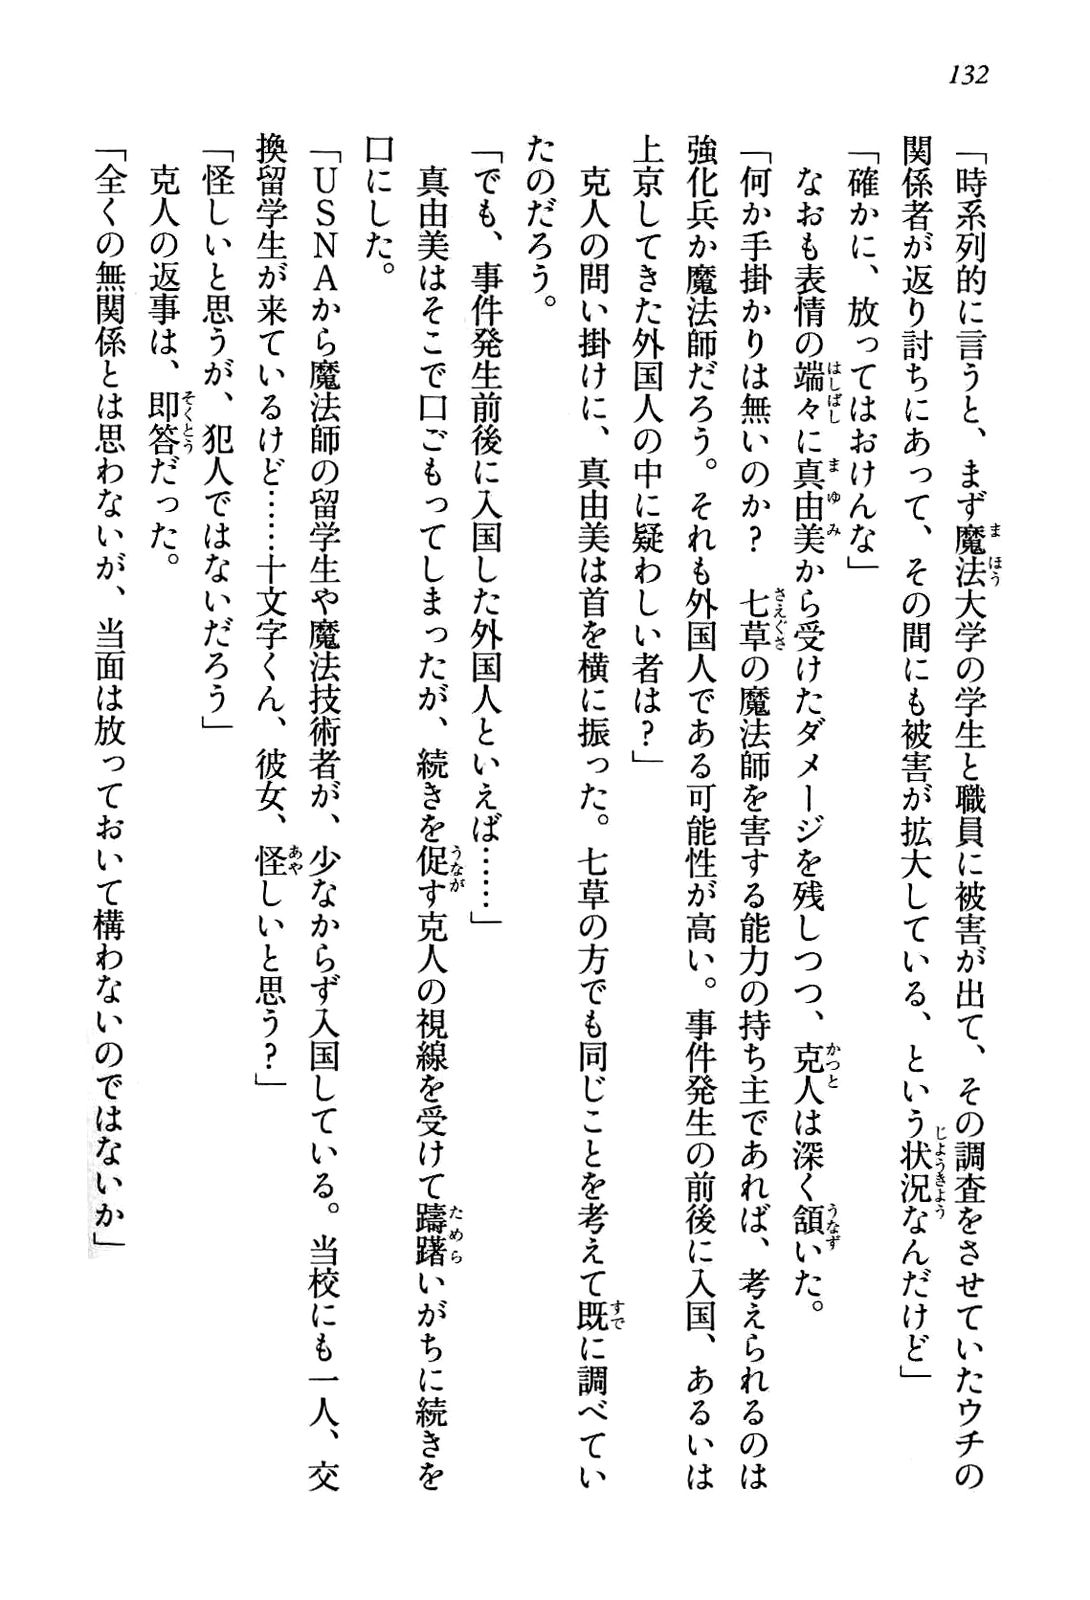 132
「時系列的に言うと、まず魔法大学の学生と職員に被害が出て、その調査をさせていたウチの
関係者が返り討ちにあって、その間にも被害が拡大している、という状況なんだけど」
「確かに、放ってはおけんな」
なおも表情の端々に真由美から受けたダメージを残しつつ、克人は深く頷いた。
「何か手掛かりは無いのか？　七草の魔法師を害する能力の持ち主であれば、考えられるのは
強化兵か魔法師だろう。それも外国人である可能性が高い。事件発生の前後に入国、あるいは
上京してきた外国人の中に疑わしい者は？」
克人の問い掛けに、真由美は首を横に振った。七草の方でも同じことを考えて既に調べてい
たのだろう。
「でも、事件発生前後に入国した外国人といえば……」
真由美はそこで口ごもってしまったが、続きを促す克人の視線を受けて躊躇いがちに続きを
口にした。
「ＵＳＮＡから魔法師の留学生や魔法技術者が、少なからず入国している。当校にも一人、交
換留学生が来ているけど……十文字くん、彼女、怪しいと思う？」
「怪しいと思うが、犯人ではないだろう」
克人の返事は、即答だった。
「全くの無関係とは思わないが、当面は放っておいて構わないのではないか」